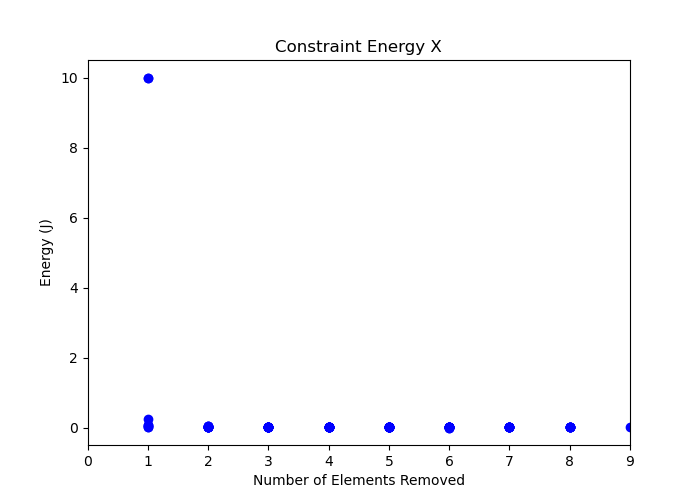 Constraint Energy X
10
8
6
4
2
0
Energy (J)
0 1 2 3 4 5 6 7 8 9
Number of Elements Removed